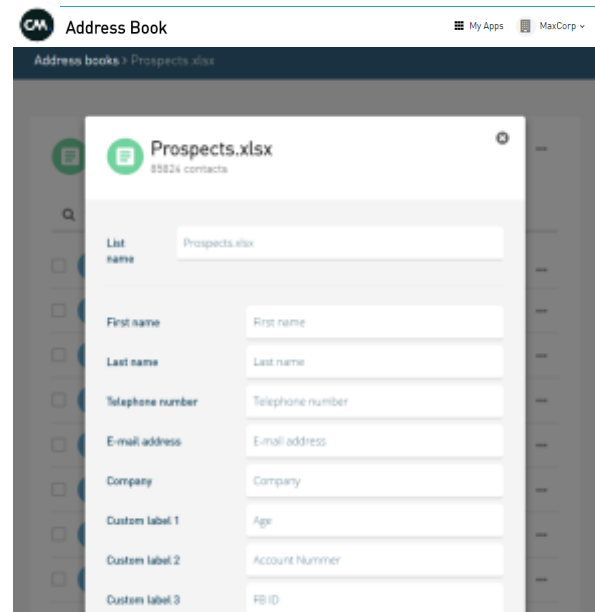 CM.
Address Book
My Apps
MaxCorp
Address books > Prospects.xlsx
Prospects.xlsx
85824 contacts
List
name
Prospects.xlsx
First name
First name
Last name
Last name
Telephone number
Telephone number
E-mail address
E-mail address
Company
Company
Custom label 1
Age
Custom label 2
Account Nummer
Custom label 3
FB ID